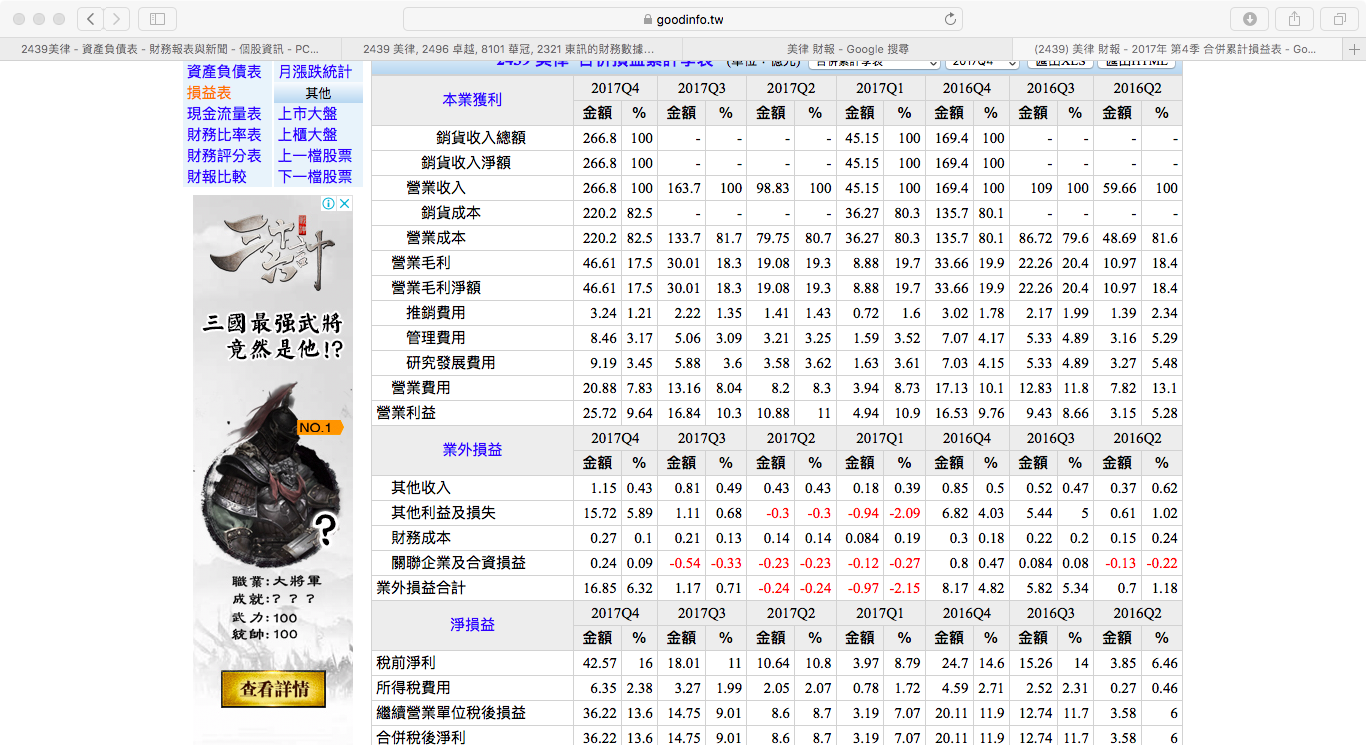 goodinfo.tw
2439美律 - 資產負債表 - 財務報表與新聞 - 個股資訊 - PC...
2439 美律, 2496 卓越, 8101 華冠, 2321 東訊的財務數據...
美律 財報 - Google 搜尋
(2439) 美律 財報 - 2017年 第4季 合併累計損益表 - Go...
資產負債表 月漲跌統計
損益表 其他
現金流量表 上市大盤
財務比率表 上櫃大盤
財務評分表 上一檔股票
財報比較 下一檔股票
三國最强武將
竟然是他!?
NO.1
?
職業:大將軍
成就:? ? ?
武力:100
統帥:100
查看詳情
2439 美律 合併損益累計季表 (單位：億元) 合併累計季表 2017Q4 匯出XLS 匯出HTML
本業獲利 2017Q4 2017Q3 2017Q2 2017Q1 2016Q4 2016Q3 2016Q2
金額 % 金額 % 金額 % 金額 % 金額 % 金額 % 金額 %
銷貨收入總額 266.8 100 - - - - 45.15 100 169.4 100 - - - -
銷貨收入淨額 266.8 100 - - - - 45.15 100 169.4 100 - - - -
營業收入 266.8 100 163.7 100 98.83 100 45.15 100 169.4 100 109 100 59.66 100
銷貨成本 220.2 82.5 - - - - 36.27 80.3 135.7 80.1 - - - -
營業成本 220.2 82.5 133.7 81.7 79.75 80.7 36.27 80.3 135.7 80.1 86.72 79.6 48.69 81.6
營業毛利 46.61 17.5 30.01 18.3 19.08 19.3 8.88 19.7 33.66 19.9 22.26 20.4 10.97 18.4
營業毛利淨額 46.61 17.5 30.01 18.3 19.08 19.3 8.88 19.7 33.66 19.9 22.26 20.4 10.97 18.4
推銷費用 3.24 1.21 2.22 1.35 1.41 1.43 0.72 1.6 3.02 1.78 2.17 1.99 1.39 2.34
管理費用 8.46 3.17 5.06 3.09 3.21 3.25 1.59 3.52 7.07 4.17 5.33 4.89 3.16 5.29
研究發展費用 9.19 3.45 5.88 3.6 3.58 3.62 1.63 3.61 7.03 4.15 5.33 4.89 3.27 5.48
營業費用 20.88 7.83 13.16 8.04 8.2 8.3 3.94 8.73 17.13 10.1 12.83 11.8 7.82 13.1
營業利益 25.72 9.64 16.84 10.3 10.88 11 4.94 10.9 16.53 9.76 9.43 8.66 3.15 5.28
業外損益 2017Q4 2017Q3 2017Q2 2017Q1 2016Q4 2016Q3 2016Q2
金額 % 金額 % 金額 % 金額 % 金額 % 金額 % 金額 %
其他收入 1.15 0.43 0.81 0.49 0.43 0.43 0.18 0.39 0.85 0.5 0.52 0.47 0.37 0.62
其他利益及損失 15.72 5.89 1.11 0.68 -0.3 -0.3 -0.94 -2.09 6.82 4.03 5.44 5 0.61 1.02
財務成本 0.27 0.1 0.21 0.13 0.14 0.14 0.084 0.19 0.3 0.18 0.22 0.2 0.15 0.24
關聯企業及合資損益 0.24 0.09 -0.54 -0.33 -0.23 -0.23 -0.12 -0.27 0.8 0.47 0.084 0.08 -0.13 -0.22
業外損益合計 16.85 6.32 1.17 0.71 -0.24 -0.24 -0.97 -2.15 8.17 4.82 5.82 5.34 0.7 1.18
淨損益 2017Q4 2017Q3 2017Q2 2017Q1 2016Q4 2016Q3 2016Q2
金額 % 金額 % 金額 % 金額 % 金額 % 金額 % 金額 %
稅前淨利 42.57 16 18.01 11 10.64 10.8 3.97 8.79 24.7 14.6 15.26 14 3.85 6.46
所得稅費用 6.35 2.38 3.27 1.99 2.05 2.07 0.78 1.72 4.59 2.71 2.52 2.31 0.27 0.46
繼續營業單位稅後損益 36.22 13.6 14.75 9.01 8.6 8.7 3.19 7.07 20.11 11.9 12.74 11.7 3.58 6
合併稅後淨利 36.22 13.6 14.75 9.01 8.6 8.7 3.19 7.07 20.11 11.9 12.74 11.7 3.58 6